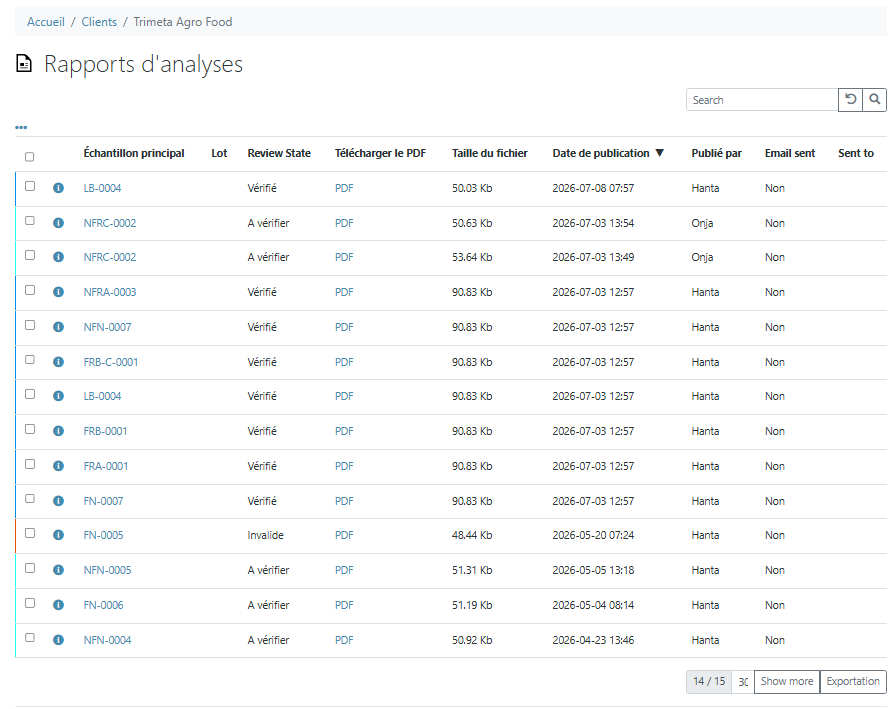 Accueil / Clients / Trimeta Agro Food
Rapports d'analyses
Search
•••
Échantillon principal Lot Review State Télécharger le PDF Taille du fichier Date de publication ▼ Publié par Email sent Sent to
LB-0004 Vérifié PDF 50.03 Kb 2026-07-08 07:57 Hanta Non
NFRC-0002 A vérifier PDF 50.63 Kb 2026-07-03 13:54 Onja Non
NFRC-0002 A vérifier PDF 53.64 Kb 2026-07-03 13:49 Onja Non
NFRA-0003 Vérifié PDF 90.83 Kb 2026-07-03 12:57 Hanta Non
NFN-0007 Vérifié PDF 90.83 Kb 2026-07-03 12:57 Hanta Non
FRB-C-0001 Vérifié PDF 90.83 Kb 2026-07-03 12:57 Hanta Non
LB-0004 Vérifié PDF 90.83 Kb 2026-07-03 12:57 Hanta Non
FRB-0001 Vérifié PDF 90.83 Kb 2026-07-03 12:57 Hanta Non
FRA-0001 Vérifié PDF 90.83 Kb 2026-07-03 12:57 Hanta Non
FN-0007 Vérifié PDF 90.83 Kb 2026-07-03 12:57 Hanta Non
FN-0005 Invalide PDF 48.44 Kb 2026-05-20 07:24 Hanta Non
NFN-0005 A vérifier PDF 51.31 Kb 2026-05-05 13:18 Hanta Non
FN-0006 A vérifier PDF 51.19 Kb 2026-05-04 08:14 Hanta Non
NFN-0004 A vérifier PDF 50.92 Kb 2026-04-23 13:46 Hanta Non
14 / 15 Show more Exportation